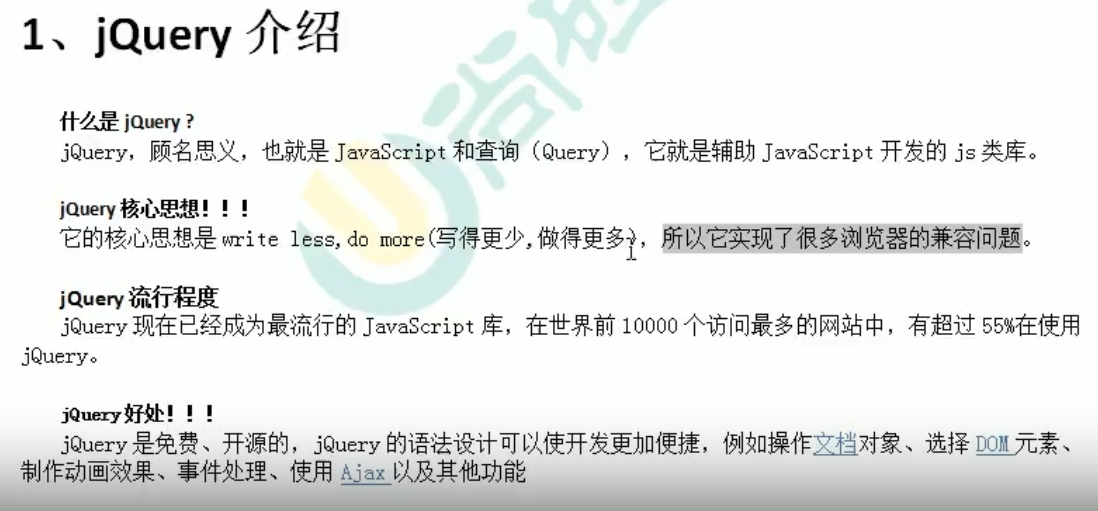 1、jQuery 介绍
什么是 jQuery ?
jQuery，顾名思义，也就是 JavaScript 和查询（Query），它就是辅助 JavaScript 开发的 js 类库。
jQuery 核心思想！！！
它的核心思想是 write less,do more(写得更少,做得更多)，所以它实现了很多浏览器的兼容问题。
jQuery 流行程度
jQuery 现在已经成为最流行的 JavaScript 库，在世界前 10000 个访问最多的网站中，有超过 55%在使用
jQuery。
jQuery 好处！！！
jQuery 是免费、开源的，jQuery 的语法设计可以使开发更加便捷，例如操作文档对象、选择 DOM 元素、
制作动画效果、事件处理、使用 Ajax 以及其他功能
尚